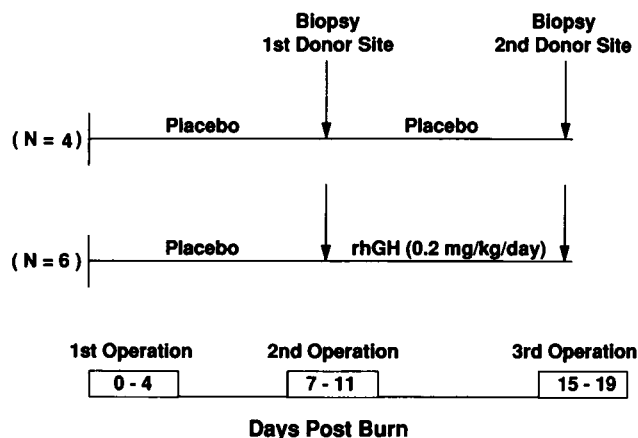 Biopsy
1st Donor Site
Biopsy
2nd Donor Site
(N = 4)
Placebo
Placebo
(N = 6)
Placebo
rhGH (0.2 mg/kg/day)
1st Operation
2nd Operation
3rd Operation
0 - 4
7 - 11
15 - 19
Days Post Burn